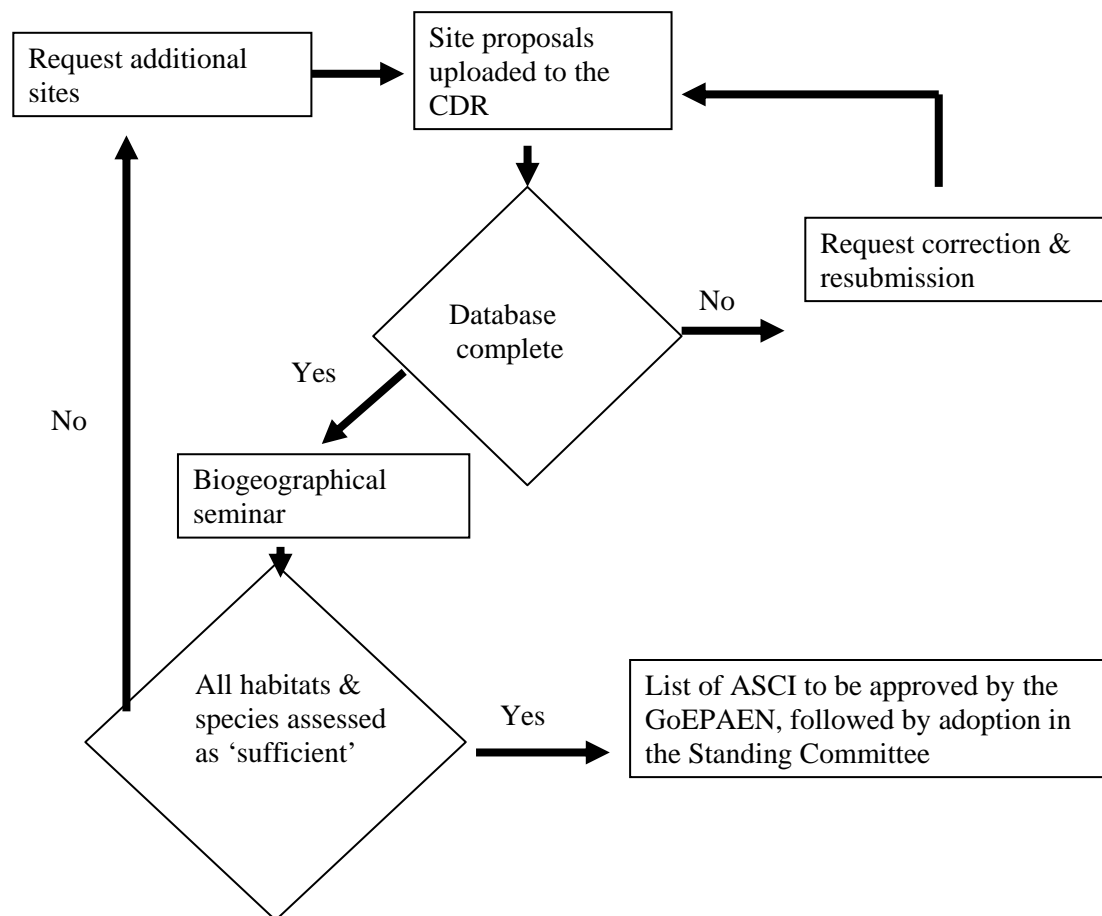 Request additional
sites
Site proposals
uploaded to the
CDR
Request correction &
resubmission
No
Database
complete
Yes
No
Biogeographical
seminar
All habitats &
species assessed
as ‘sufficient’
Yes
List of ASCI to be approved by the
GoEPAEN, followed by adoption in
the Standing Committee